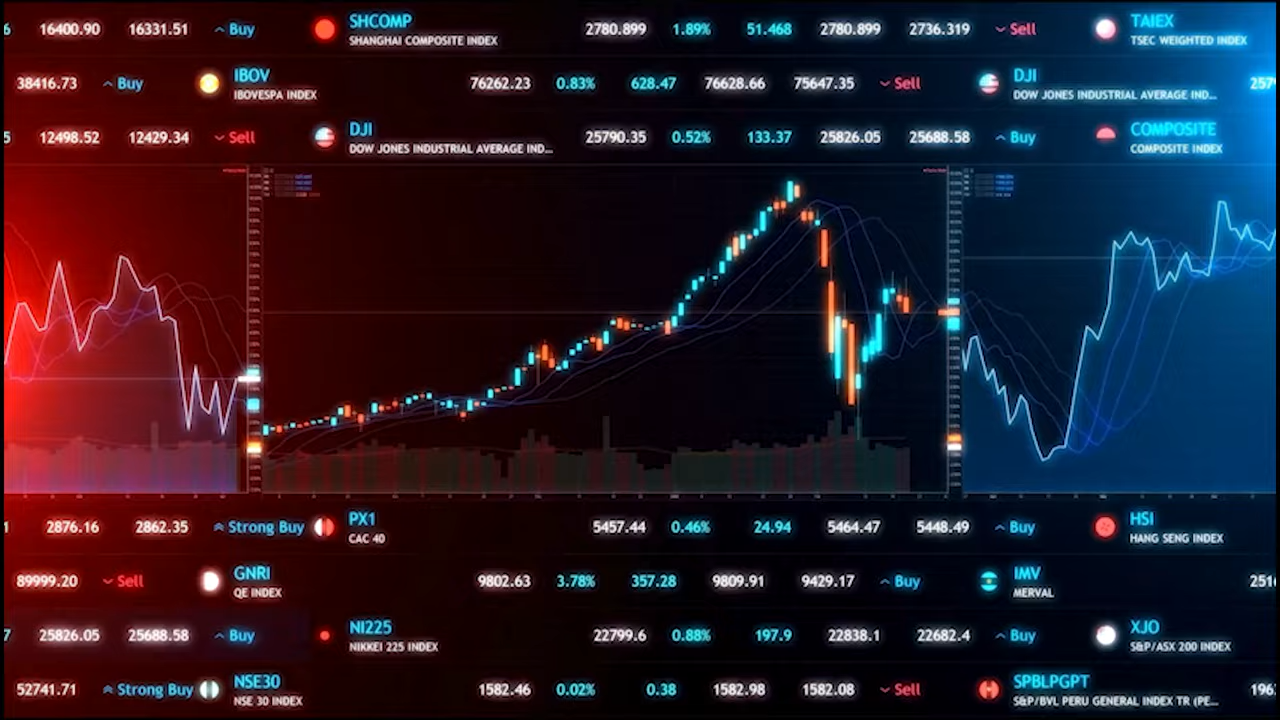 6 16400.90 16331.51 Buy SHCOMP 2780.899 1.89% 51.468 2780.899 2736.319 Sell TAIEX
SHANGHAI COMPOSITE INDEX TSEC WEIGHTED INDEX
38416.73 Buy IBOV 76262.23 0.83% 628.47 76628.66 75647.35 Sell DJI 257
IBOVESPA INDEX DOW JONES INDUSTRIAL AVERAGE IND...
5 12498.52 12429.34 Sell DJI 25790.35 0.52% 133.37 25826.05 25688.58 Buy COMPOSITE
DOW JONES INDUSTRIAL AVERAGE IND... COMPOSITE INDEX
1 2876.16 2862.35 Strong Buy PX1 5457.44 0.46% 24.94 5464.47 5448.49 Buy HSI
CAC 40 HANG SENG INDEX
89999.20 Sell GNRI 9802.63 3.78% 357.28 9809.91 9429.17 Buy IMV 251
QE INDEX MERVAL
7 25826.05 25688.58 Buy NI225 22799.6 0.88% 197.9 22838.1 22682.4 Buy XJO
NIKKEI 225 INDEX S&P/ASX 200 INDEX
52741.71 Strong Buy NSE30 1582.46 0.02% 0.38 1582.98 1582.08 Sell SPBLPGPT 196
NSE 30 INDEX S&P/BVL PERU GENERAL INDEX TR (PE...